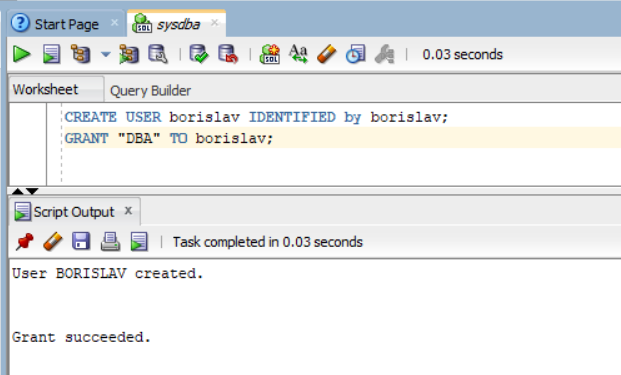 Start Page
sysdba
0.03 seconds
Worksheet
Query Builder
CREATE USER borislav IDENTIFIED by borislav;
GRANT "DBA" TO borislav;
Script Output x
Task completed in 0.03 seconds
User BORISLAV created.
Grant succeeded.